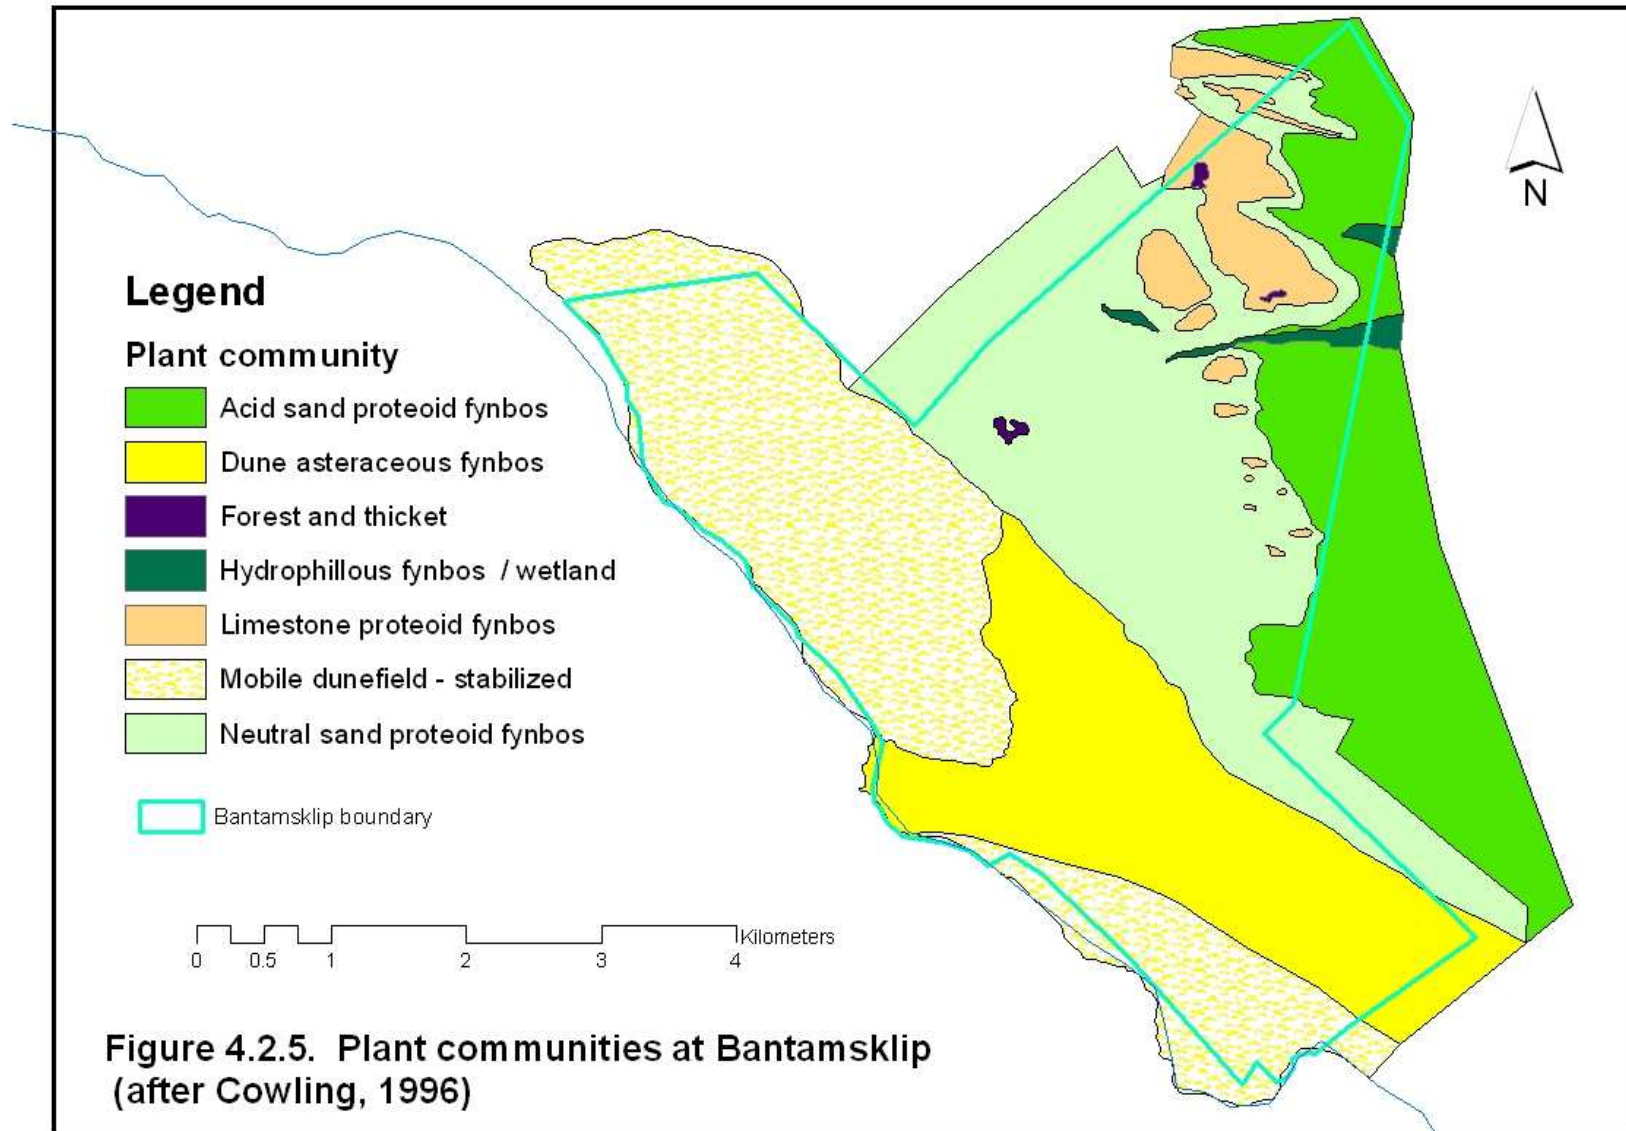 N
Legend
Plant community
Acid sand proteoid fynbos
Dune asteraceous fynbos
Forest and thicket
Hydrophillous fynbos / wetland
Limestone proteoid fynbos
Mobile dunefield - stabilized
Neutral sand proteoid fynbos
Bantamsklip boundary
Kilometers
0 0.5 1 2 3 4
Figure 4.2.5. Plant communities at Bantamsklip
(after Cowling, 1996)